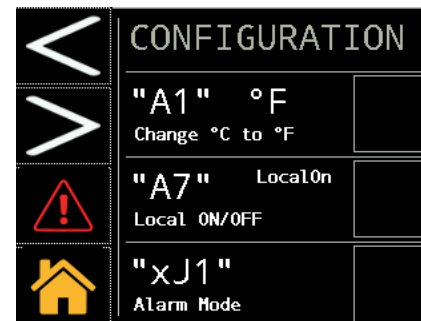 CONFIGURATION
"A1" °F
Change °C to °F
"A7" LocalOn
Local ON/OFF
"xJ1"
Alarm Mode